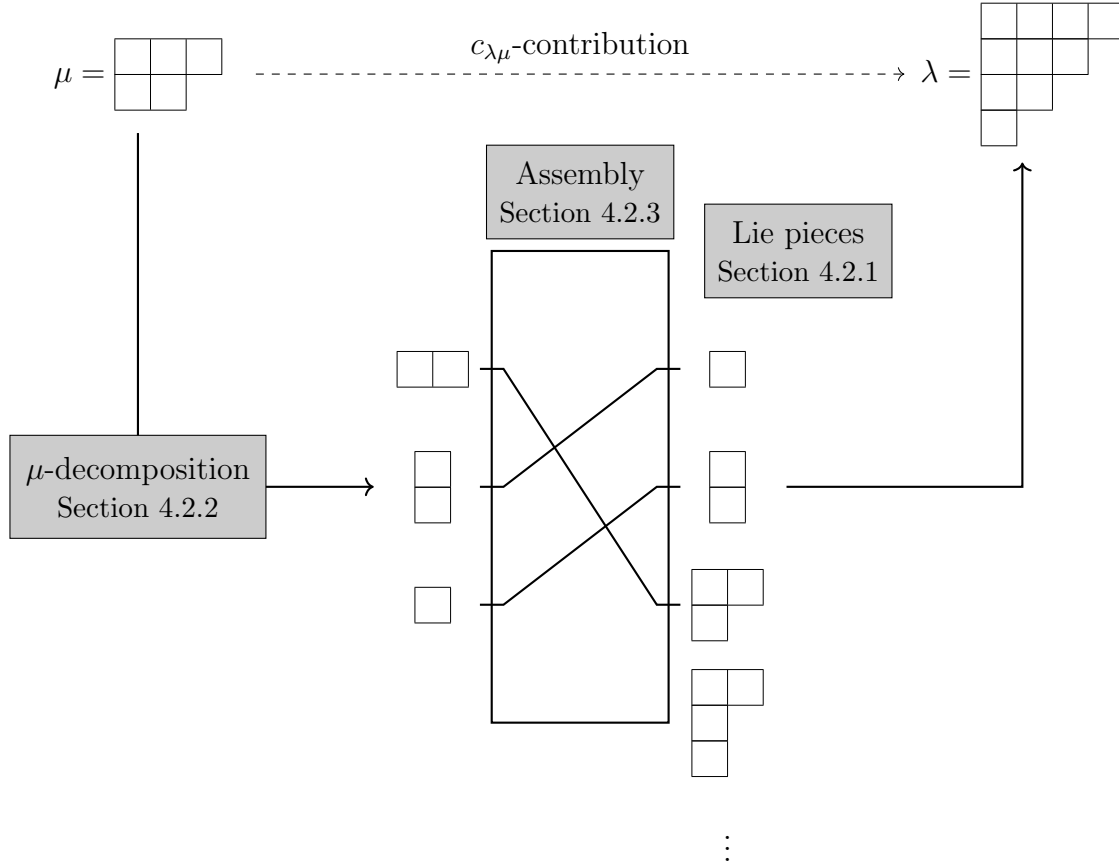 c_{λμ}-contribution
μ =
λ =
Assembly
Section 4.2.3
Lie pieces
Section 4.2.1
μ-decomposition
Section 4.2.2
⋮